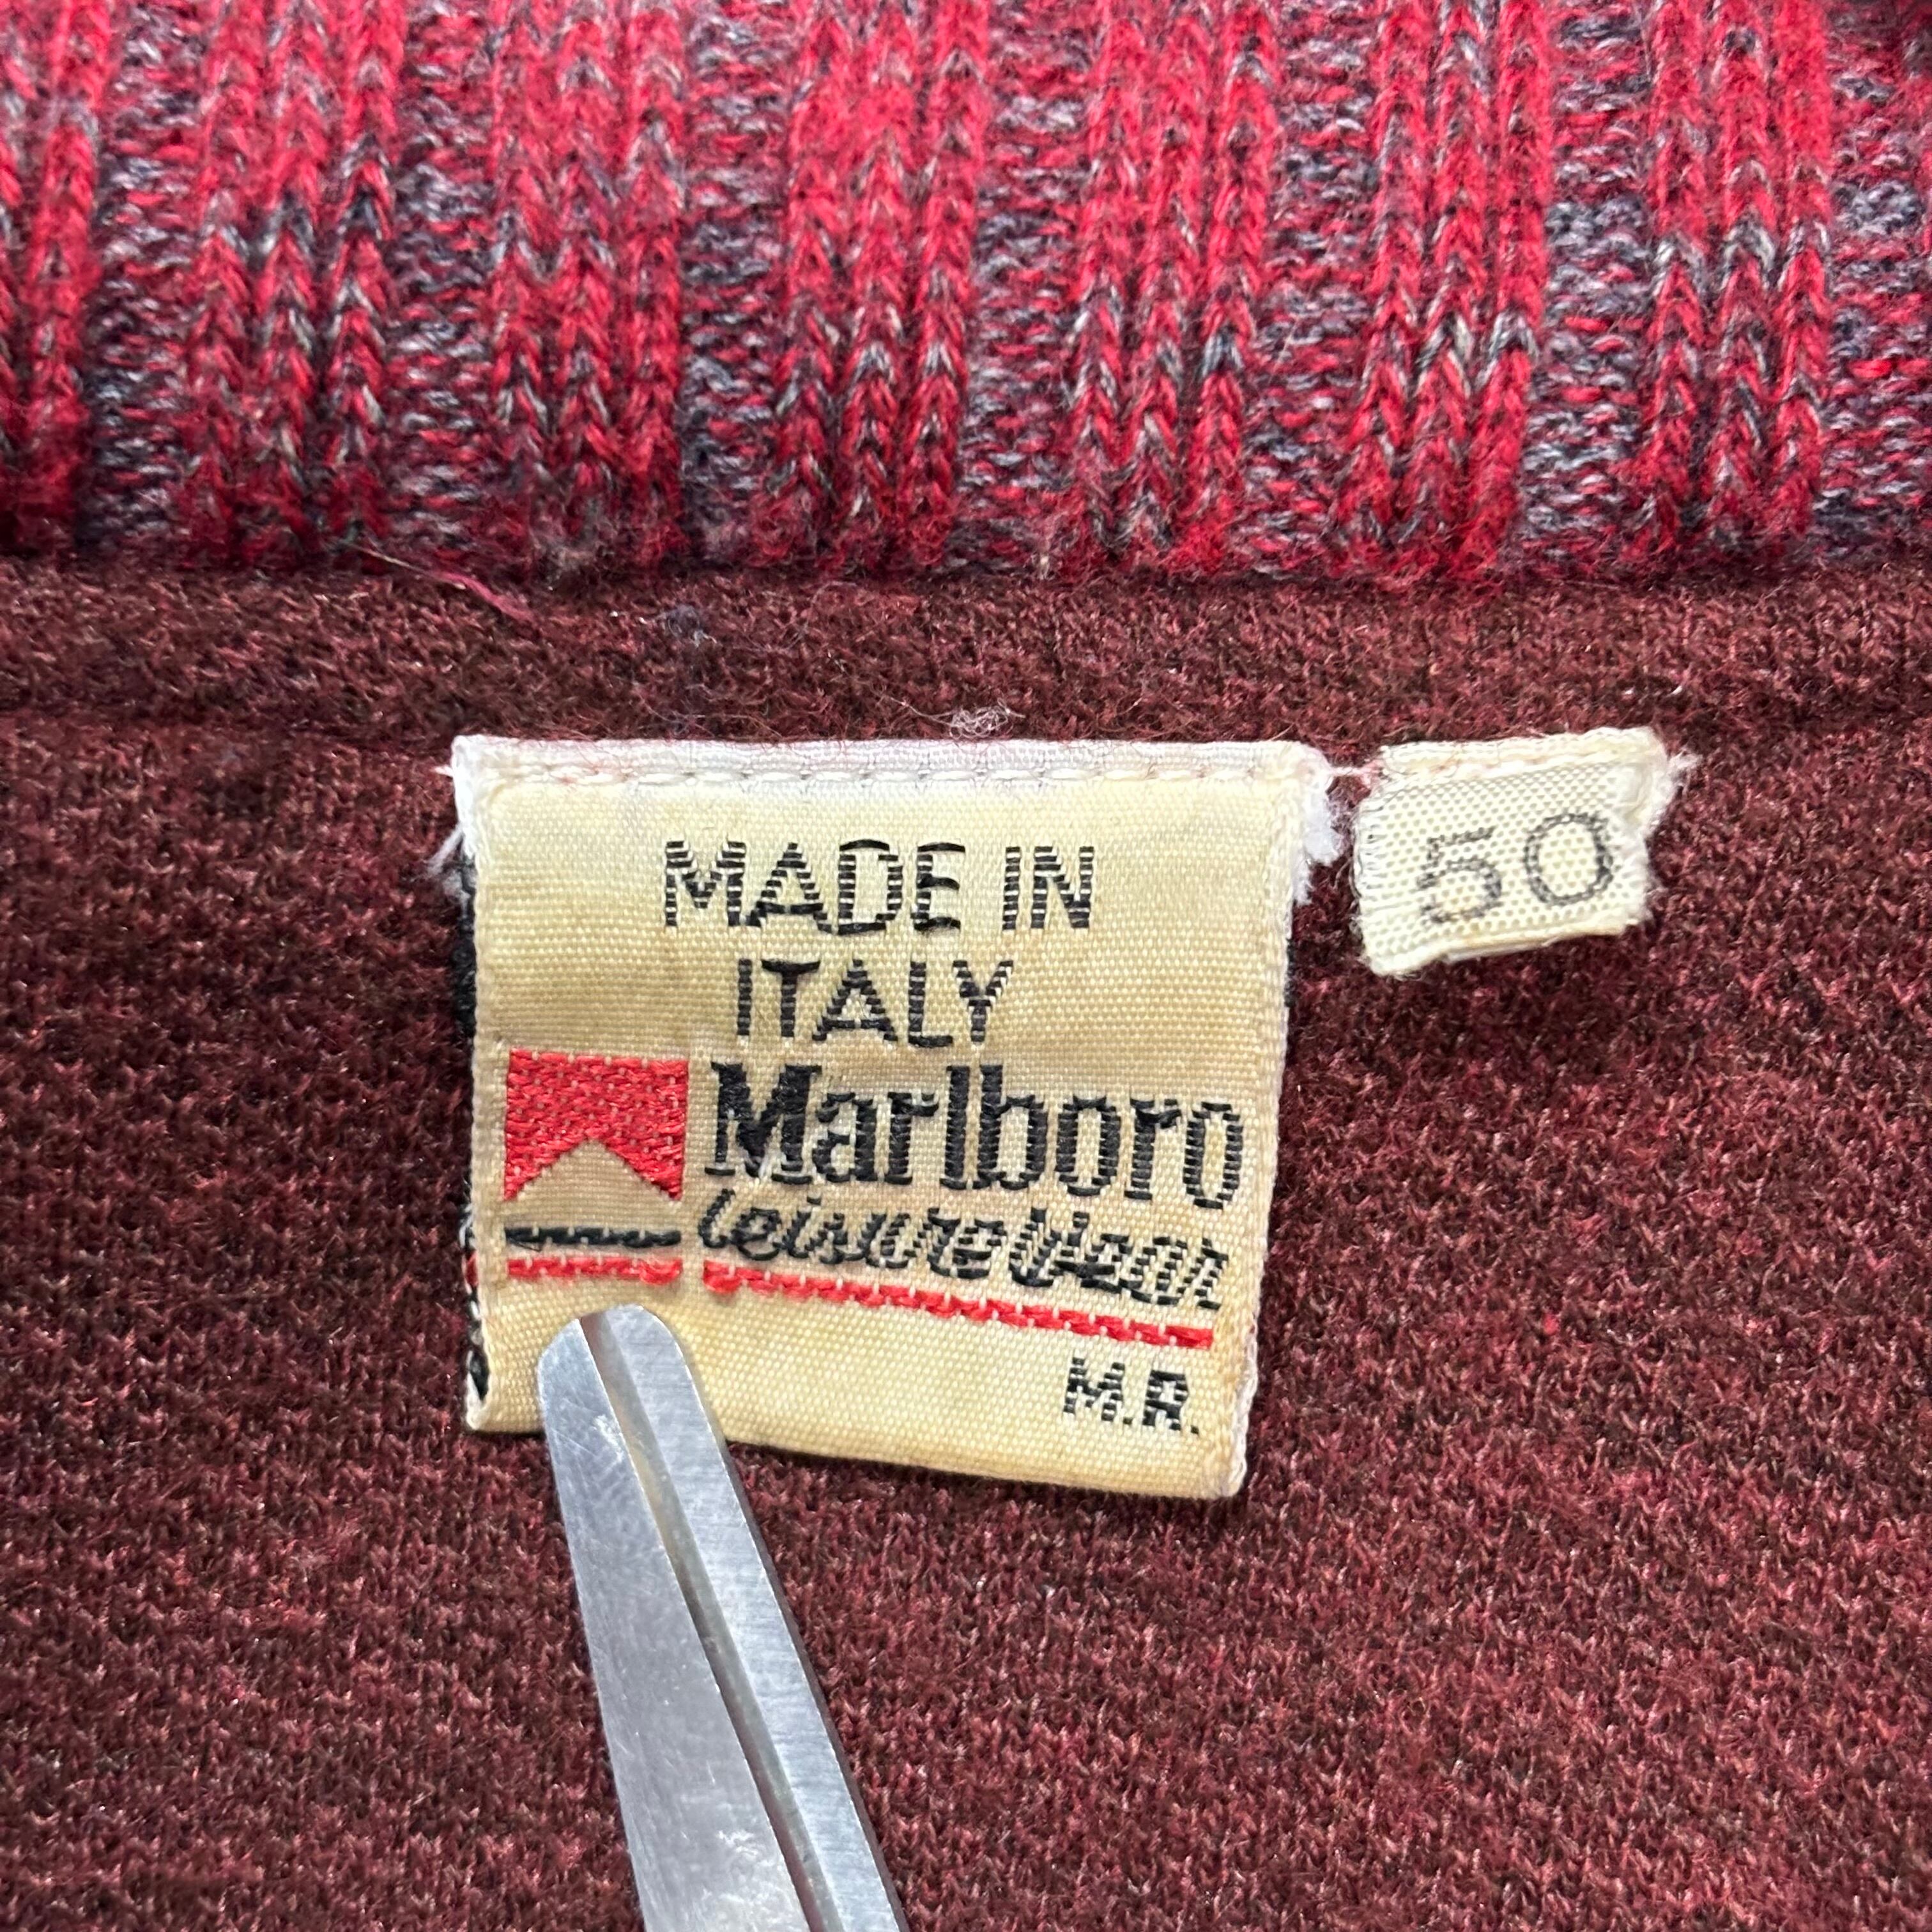 MADE IN
ITALY
Marlboro
Leisure Wear
M.R.
50